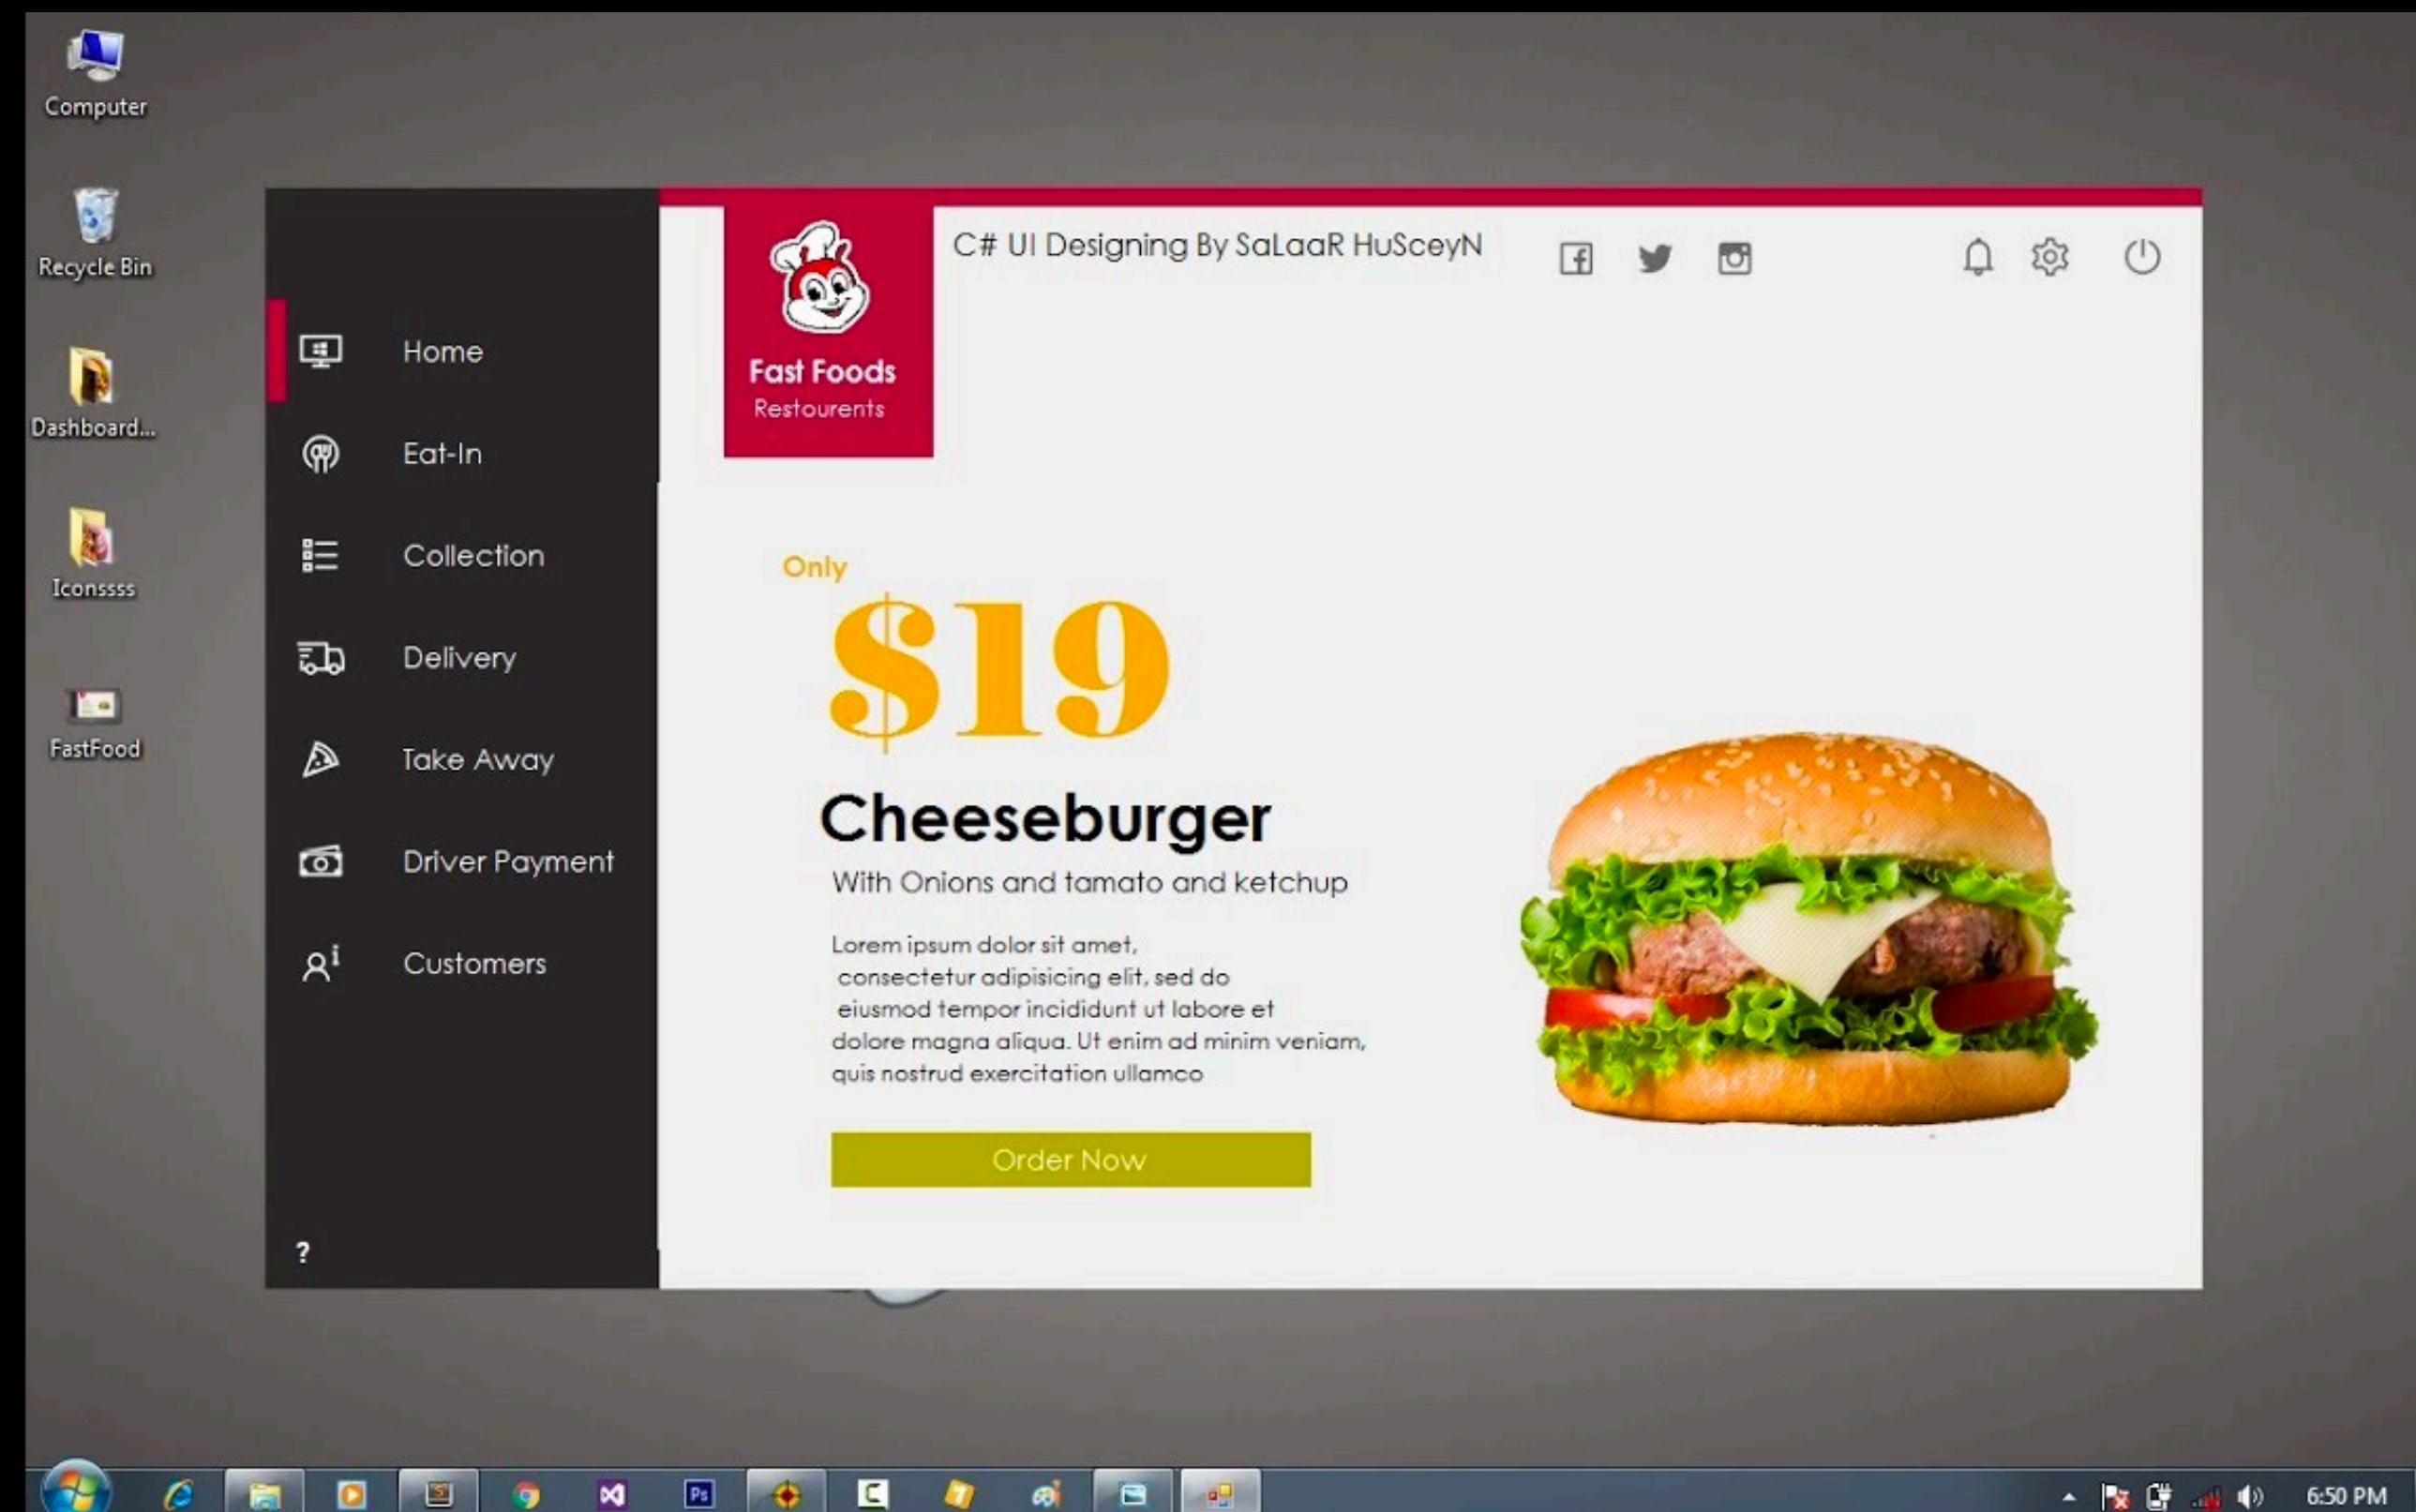 Computer
Recycle Bin
Dashboard...
Iconssss
FastFood
Home
Eat-In
Collection
Delivery
Take Away
Driver Payment
Customers
?
Fast Foods
Restourents
C# UI Designing By SaLaaR HuSceyN
Only
$19
Cheeseburger
With Onions and tamato and ketchup
Lorem ipsum dolor sit amet,
consectetur adipisicing elit, sed do
eiusmod tempor incididunt ut labore et
dolore magna aliqua. Ut enim ad minim veniam,
quis nostrud exercitation ullamco
Order Now
Ps
6:50 PM